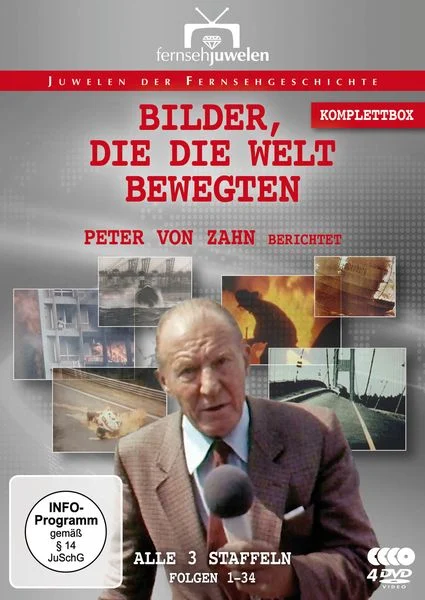 fernsehjuwelen
JUWELEN DER FERNSEHGESCHICHTE
KOMPLETTBOX
BILDER,
DIE DIE WELT
BEWEGTEN
PETER VON ZAHN BERICHTET
INFO-
Programm
gemäß
§ 14
JuSchG
ALLE 3 STAFFELN
FOLGEN 1-34
4 DVD
VIDEO